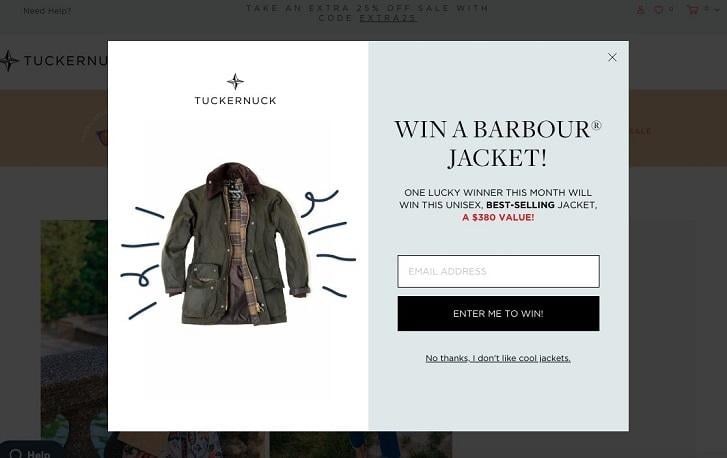 Need Help?
TAKE AN EXTRA 25% OFF SALE WITH
CODE EXTRA25
0
0
TUCKERNU
SALE
TUCKERNUCK
WIN A BARBOUR®
JACKET!
ONE LUCKY WINNER THIS MONTH WILL
WIN THIS UNISEX, BEST-SELLING JACKET,
A $380 VALUE!
EMAIL ADDRESS
ENTER ME TO WIN!
No thanks, I don't like cool jackets.
Help